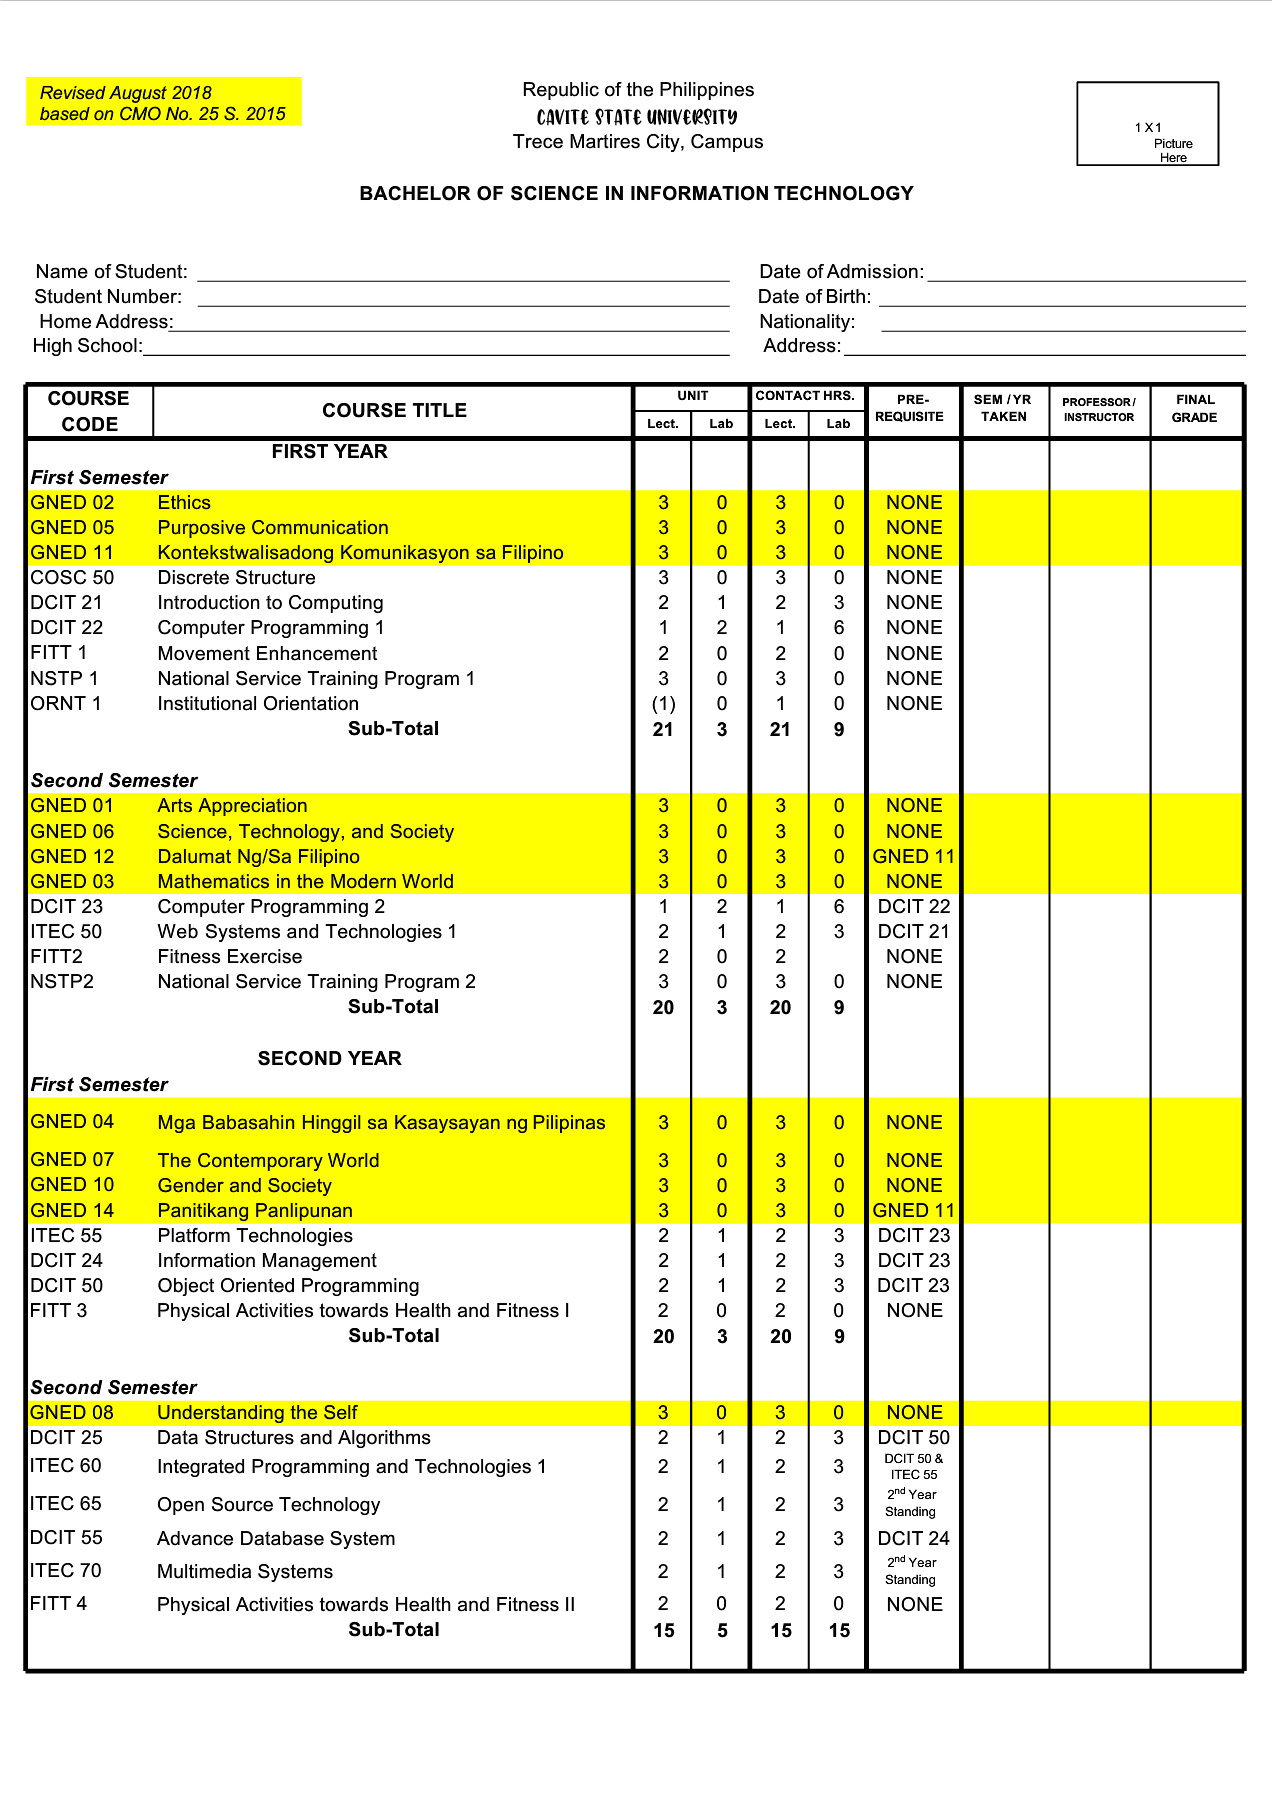 Revised August 2018
based on CMO No. 25 S. 2015
Republic of the Philippines
CAVITE STATE UNIVERSITY
Trece Martires City, Campus
1 X 1
Picture
Here
BACHELOR OF SCIENCE IN INFORMATION TECHNOLOGY
Name of Student: Date of Admission:
Student Number: Date of Birth:
Home Address: Nationality:
High School: Address:
COURSE CODE COURSE TITLE UNIT CONTACT HRS. PRE-REQUISITE SEM / YR TAKEN PROFESSOR / INSTRUCTOR FINAL GRADE
Lect. Lab Lect. Lab
FIRST YEAR
First Semester
GNED 02 Ethics 3 0 3 0 NONE
GNED 05 Purposive Communication 3 0 3 0 NONE
GNED 11 Kontekstwalisadong Komunikasyon sa Filipino 3 0 3 0 NONE
COSC 50 Discrete Structure 3 0 3 0 NONE
DCIT 21 Introduction to Computing 2 1 2 3 NONE
DCIT 22 Computer Programming 1 1 2 1 6 NONE
FITT 1 Movement Enhancement 2 0 2 0 NONE
NSTP 1 National Service Training Program 1 3 0 3 0 NONE
ORNT 1 Institutional Orientation (1) 0 1 0 NONE
Sub-Total 21 3 21 9
Second Semester
GNED 01 Arts Appreciation 3 0 3 0 NONE
GNED 06 Science, Technology, and Society 3 0 3 0 NONE
GNED 12 Dalumat Ng/Sa Filipino 3 0 3 0 GNED 11
GNED 03 Mathematics in the Modern World 3 0 3 0 NONE
DCIT 23 Computer Programming 2 1 2 1 6 DCIT 22
ITEC 50 Web Systems and Technologies 1 2 1 2 3 DCIT 21
FITT2 Fitness Exercise 2 0 2 NONE
NSTP2 National Service Training Program 2 3 0 3 0 NONE
Sub-Total 20 3 20 9
SECOND YEAR
First Semester
GNED 04 Mga Babasahin Hinggil sa Kasaysayan ng Pilipinas 3 0 3 0 NONE
GNED 07 The Contemporary World 3 0 3 0 NONE
GNED 10 Gender and Society 3 0 3 0 NONE
GNED 14 Panitikang Panlipunan 3 0 3 0 GNED 11
ITEC 55 Platform Technologies 2 1 2 3 DCIT 23
DCIT 24 Information Management 2 1 2 3 DCIT 23
DCIT 50 Object Oriented Programming 2 1 2 3 DCIT 23
FITT 3 Physical Activities towards Health and Fitness I 2 0 2 0 NONE
Sub-Total 20 3 20 9
Second Semester
GNED 08 Understanding the Self 3 0 3 0 NONE
DCIT 25 Data Structures and Algorithms 2 1 2 3 DCIT 50
ITEC 60 Integrated Programming and Technologies 1 2 1 2 3 DCIT 50 & ITEC 55
ITEC 65 Open Source Technology 2 1 2 3 2nd Year Standing
DCIT 55 Advance Database System 2 1 2 3 DCIT 24
ITEC 70 Multimedia Systems 2 1 2 3 2nd Year Standing
FITT 4 Physical Activities towards Health and Fitness II 2 0 2 0 NONE
Sub-Total 15 5 15 15